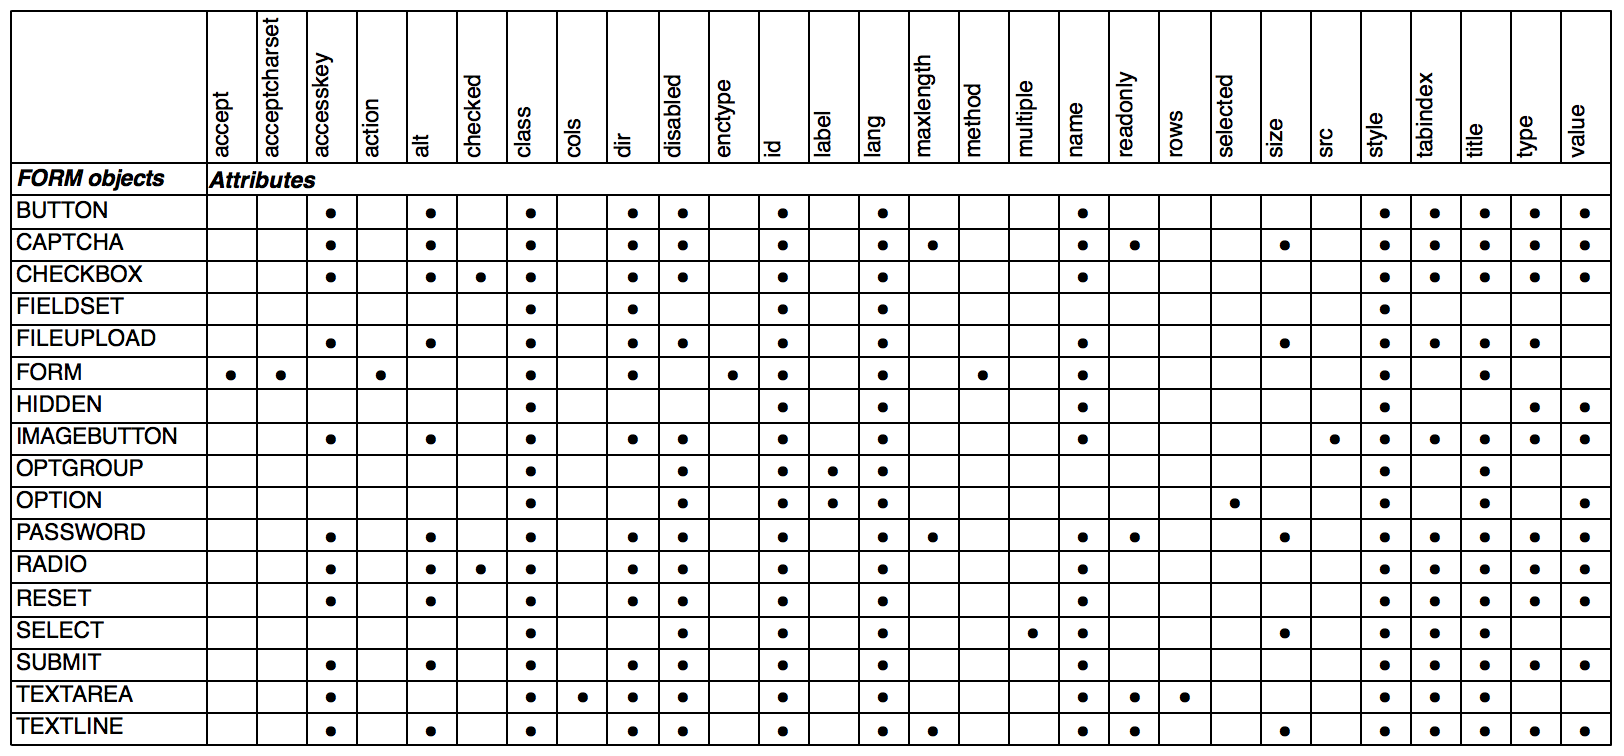 accept acceptcharset accesskey action alt checked class cols dir disabled enctype id label lang maxlength method multiple name readonly rows selected size src style tabindex title type value
FORM objects Attributes
BUTTON • • • • • • • • • • • • •
CAPTCHA • • • • • • • • • • • • • • • •
CHECKBOX • • • • • • • • • • • • • •
FIELDSET • • • • •
FILEUPLOAD • • • • • • • • • • • • •
FORM • • • • • • • • • • • •
HIDDEN • • • • • • •
IMAGEBUTTON • • • • • • • • • • • • • •
OPTGROUP • • • • • • •
OPTION • • • • • • • • •
PASSWORD • • • • • • • • • • • • • • • •
RADIO • • • • • • • • • • • • • •
RESET • • • • • • • • • • • • •
SELECT • • • • • • • • • •
SUBMIT • • • • • • • • • • • • •
TEXTAREA • • • • • • • • • • • • • •
TEXTLINE • • • • • • • • • • • • • • • •